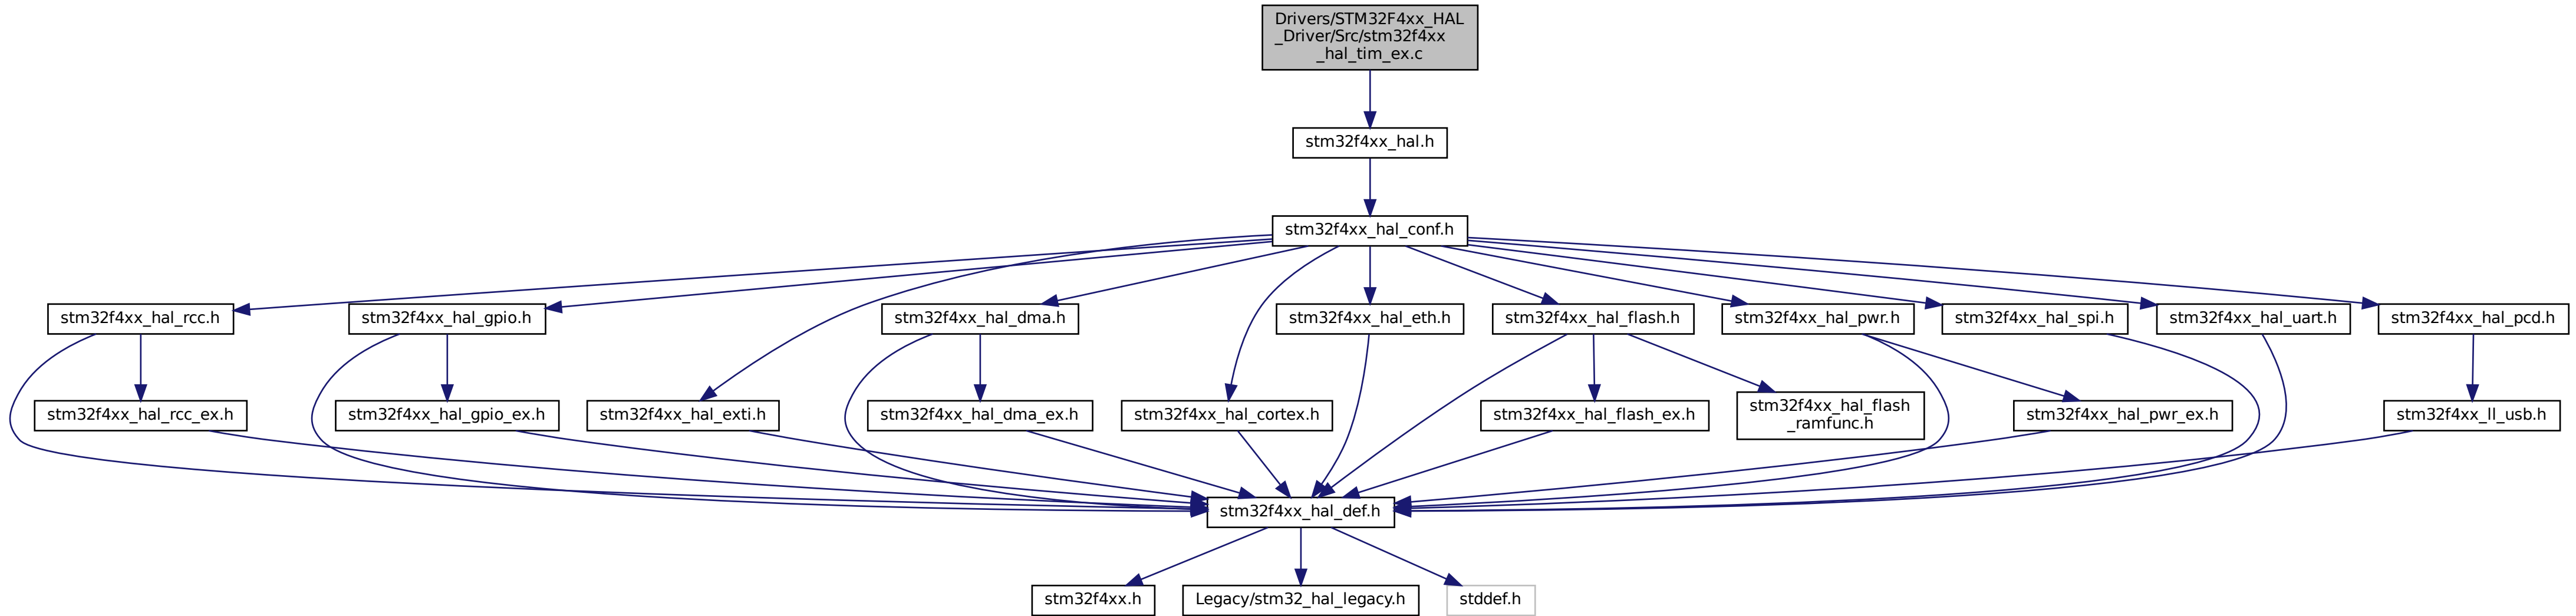 Drivers/STM32F4xx_HAL
_Driver/Src/stm32f4xx
_hal_tim_ex.c
stm32f4xx_hal.h
stm32f4xx_hal_conf.h
stm32f4xx_hal_rcc.h
stm32f4xx_hal_gpio.h
stm32f4xx_hal_dma.h
stm32f4xx_hal_eth.h
stm32f4xx_hal_flash.h
stm32f4xx_hal_pwr.h
stm32f4xx_hal_spi.h
stm32f4xx_hal_uart.h
stm32f4xx_hal_pcd.h
stm32f4xx_hal_rcc_ex.h
stm32f4xx_hal_gpio_ex.h
stm32f4xx_hal_exti.h
stm32f4xx_hal_dma_ex.h
stm32f4xx_hal_cortex.h
stm32f4xx_hal_flash_ex.h
stm32f4xx_hal_flash
_ramfunc.h
stm32f4xx_hal_pwr_ex.h
stm32f4xx_ll_usb.h
stm32f4xx_hal_def.h
stm32f4xx.h
Legacy/stm32_hal_legacy.h
stddef.h